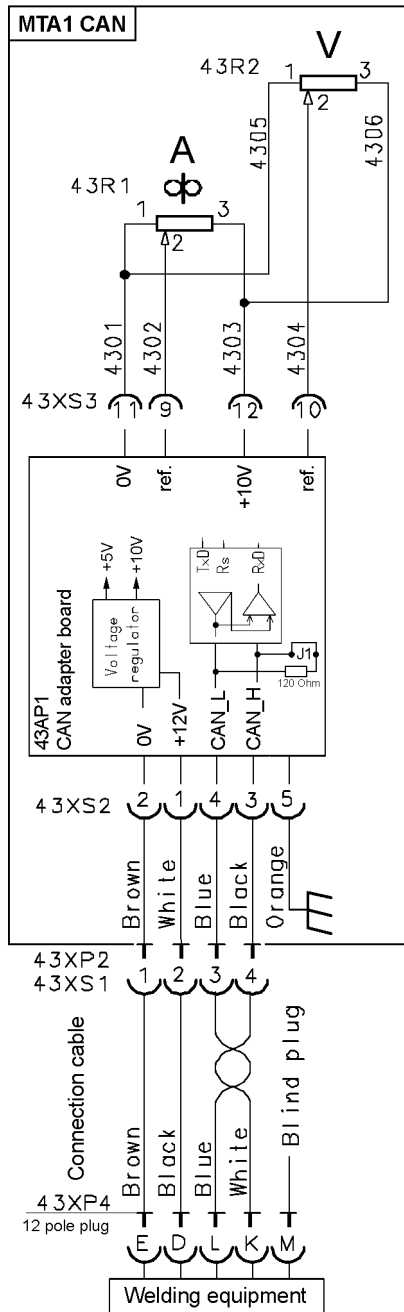 MTA1 CAN
43R2
V
1
3
2
4305
4306
A
43R1
1
3
2
4301
4302
4303
4304
43XS3
11
9
12
10
0V
ref.
+10V
ref.
+5V
+10V
TxD
Rs
RxD
Voltage
regulator
J1
120 Ohm
43AP1
CAN adapter board
0V
+12V
CAN_L
CAN_H
43XS2
2
1
4
3
5
Brown
White
Blue
Black
Orange
43XP2
43XS1
1
2
3
4
Connection cable
Brown
Black
Blue
White
Blind plug
43XP4
12 pole plug
E
D
L
K
M
Welding equipment